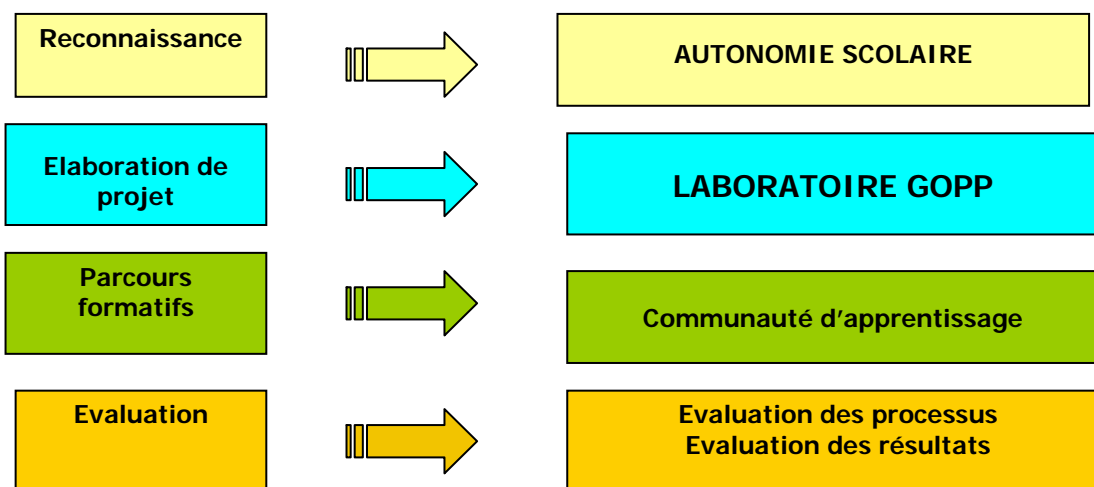 Reconnaissance
AUTONOMIE SCOLAIRE
Elaboration de
projet
LABORATOIRE GOPP
Parcours
formatifs
Communauté d’apprentissage
Evaluation
Evaluation des processus
Evaluation des résultats